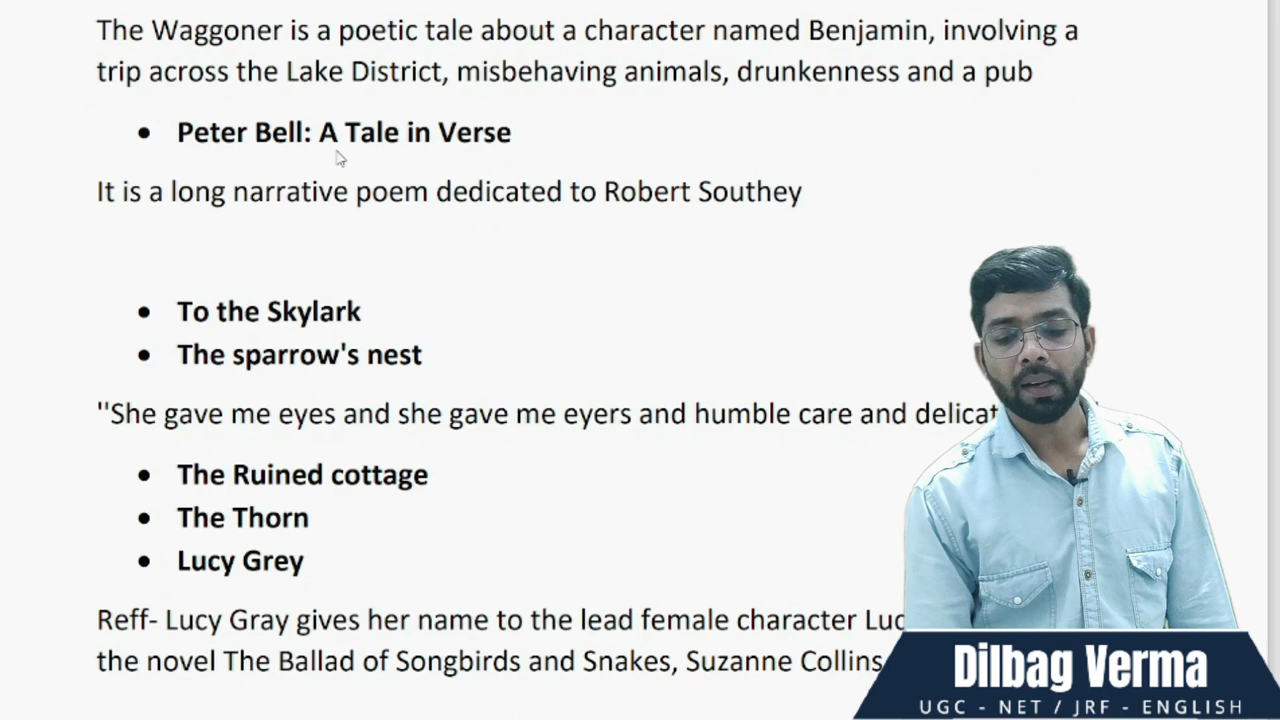 The Waggoner is a poetic tale about a character named Benjamin, involving a
trip across the Lake District, misbehaving animals, drunkenness and a pub
• Peter Bell: A Tale in Verse
It is a long narrative poem dedicated to Robert Southey
• To the Skylark
• The sparrow's nest
"She gave me eyes and she gave me eyers and humble care and delicat
• The Ruined cottage
• The Thorn
• Lucy Grey
Reff- Lucy Gray gives her name to the lead female character Luc
the novel The Ballad of Songbirds and Snakes, Suzanne Collins
Dilbag Verma
UGC - NET / JRF - ENGLISH